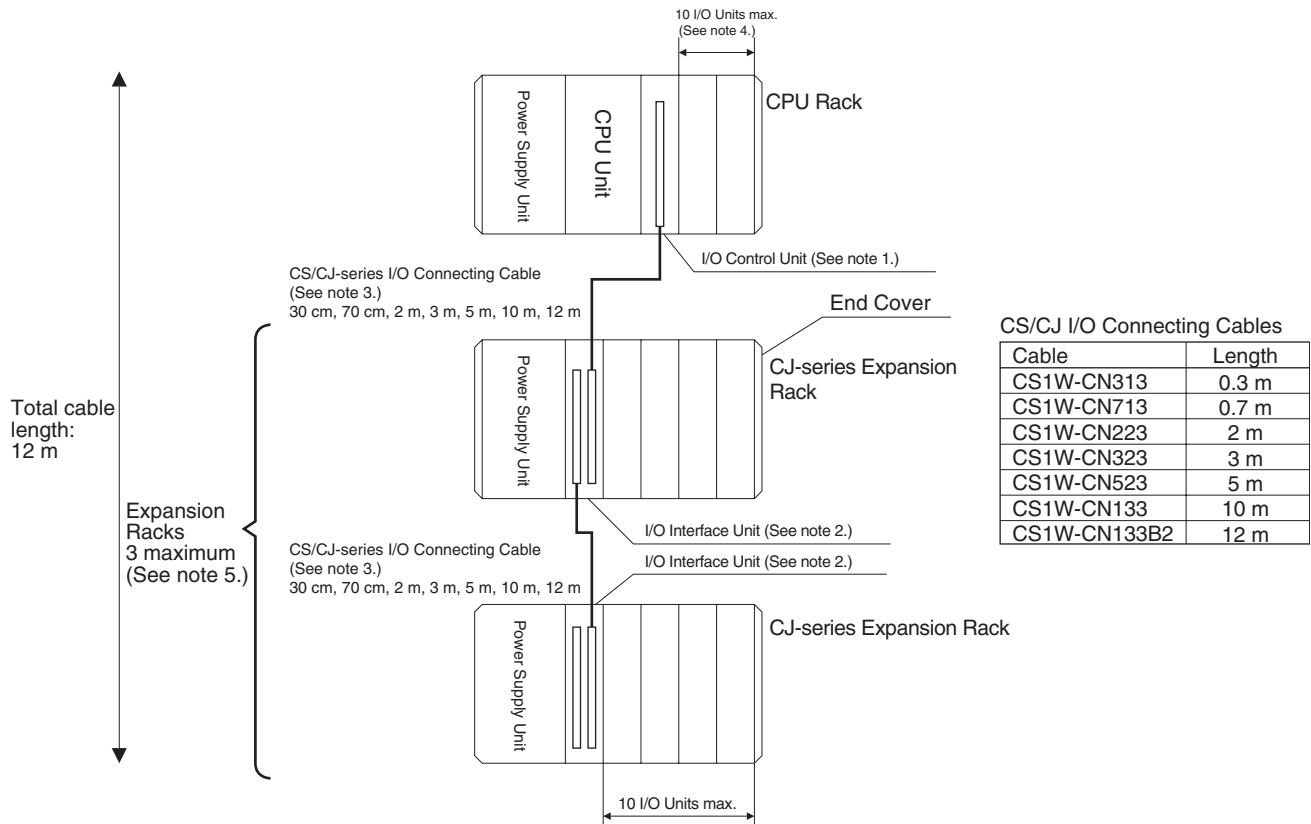 10 I/O Units max.
(See note 4.)
CPU Rack
Power Supply Unit
CPU Unit
I/O Control Unit (See note 1.)
CS/CJ-series I/O Connecting Cable
(See note 3.)
30 cm, 70 cm, 2 m, 3 m, 5 m, 10 m, 12 m
End Cover
Power Supply Unit
CJ-series Expansion
Rack
Total cable
length:
12 m
Expansion
Racks
3 maximum
(See note 5.)
I/O Interface Unit (See note 2.)
CS/CJ-series I/O Connecting Cable
(See note 3.)
30 cm, 70 cm, 2 m, 3 m, 5 m, 10 m, 12 m
I/O Interface Unit (See note 2.)
Power Supply Unit
CJ-series Expansion Rack
10 I/O Units max.
CS/CJ I/O Connecting Cables
Cable Length
CS1W-CN313 0.3 m
CS1W-CN713 0.7 m
CS1W-CN223 2 m
CS1W-CN323 3 m
CS1W-CN523 5 m
CS1W-CN133 10 m
CS1W-CN133B2 12 m